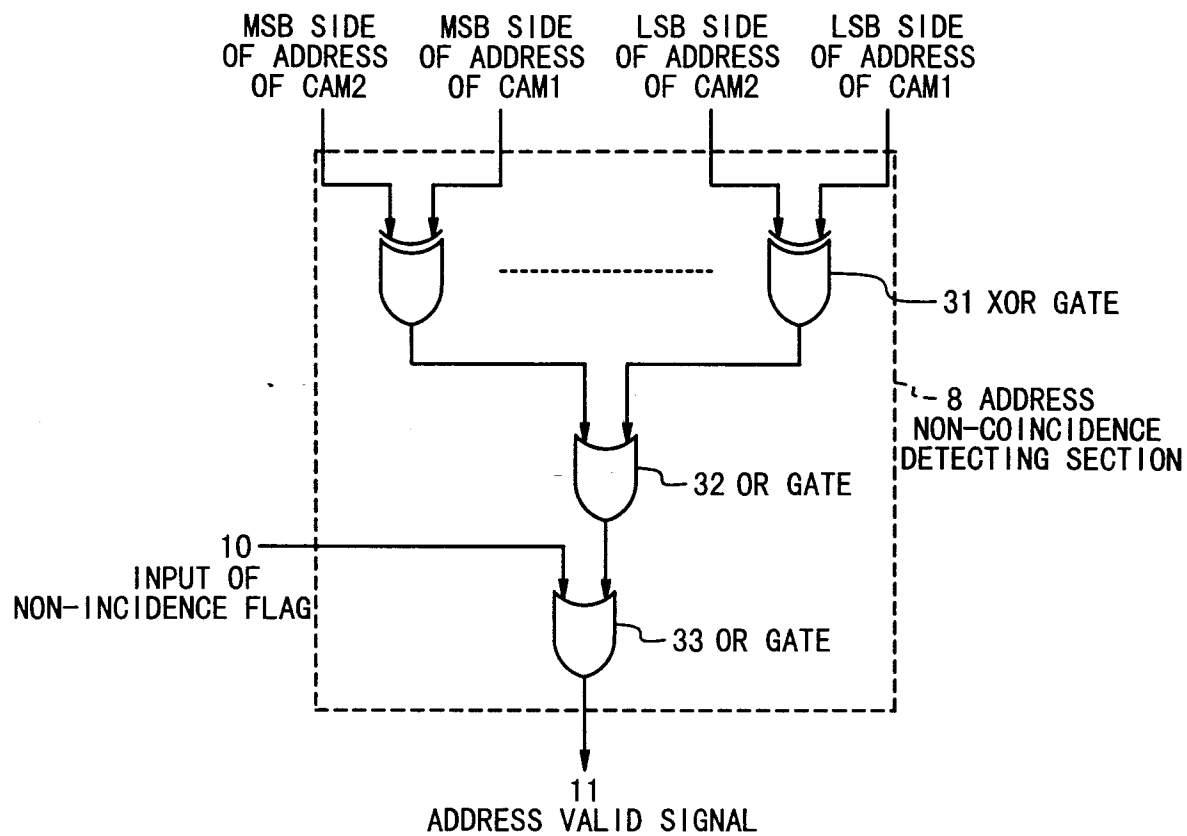 MSB SIDE
OF ADDRESS
OF CAM2
MSB SIDE
OF ADDRESS
OF CAM1
LSB SIDE
OF ADDRESS
OF CAM2
LSB SIDE
OF ADDRESS
OF CAM1
31 XOR GATE
8 ADDRESS
NON-COINCIDENCE
DETECTING SECTION
32 OR GATE
10
INPUT OF
NON-INCIDENCE FLAG
33 OR GATE
11
ADDRESS VALID SIGNAL